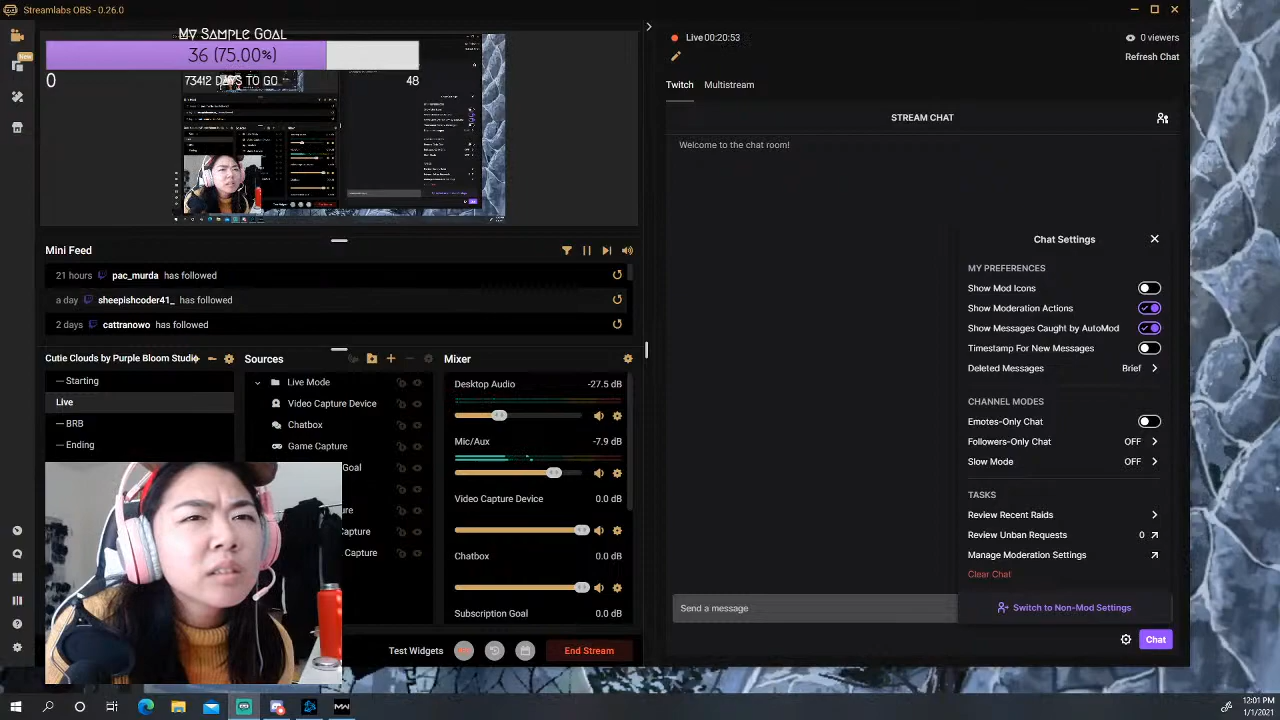 Streamlabs OBS - 0.26.0
My Sample Goal
36 (75.00%)
0
73412 DAYS TO GO
48
Live 00:20:53
0 viewers
Refresh Chat
Twitch
Multistream
STREAM CHAT
Welcome to the chat room!
New
Mini Feed
21 hours pac_murda has followed
a day sheepishcoder41_ has followed
2 days cattranowo has followed
Cutie Clouds by Purple Bloom Studio
Starting
Live
BRB
Ending
Sources
Live Mode
Video Capture Device
Chatbox
Game Capture
Goal
Capture
Capture
Mixer
Desktop Audio -27.5 dB
Mic/Aux -7.9 dB
Video Capture Device 0.0 dB
Chatbox 0.0 dB
Subscription Goal 0.0 dB
Test Widgets
End Stream
Chat Settings
MY PREFERENCES
Show Mod Icons
Show Moderation Actions
Show Messages Caught by AutoMod
Timestamp For New Messages
Deleted Messages Brief
CHANNEL MODES
Emotes-Only Chat
Followers-Only Chat OFF
Slow Mode OFF
TASKS
Review Recent Raids
Review Unban Requests 0
Manage Moderation Settings
Clear Chat
Switch to Non-Mod Settings
Send a message
Chat
12:01 PM
1/1/2021